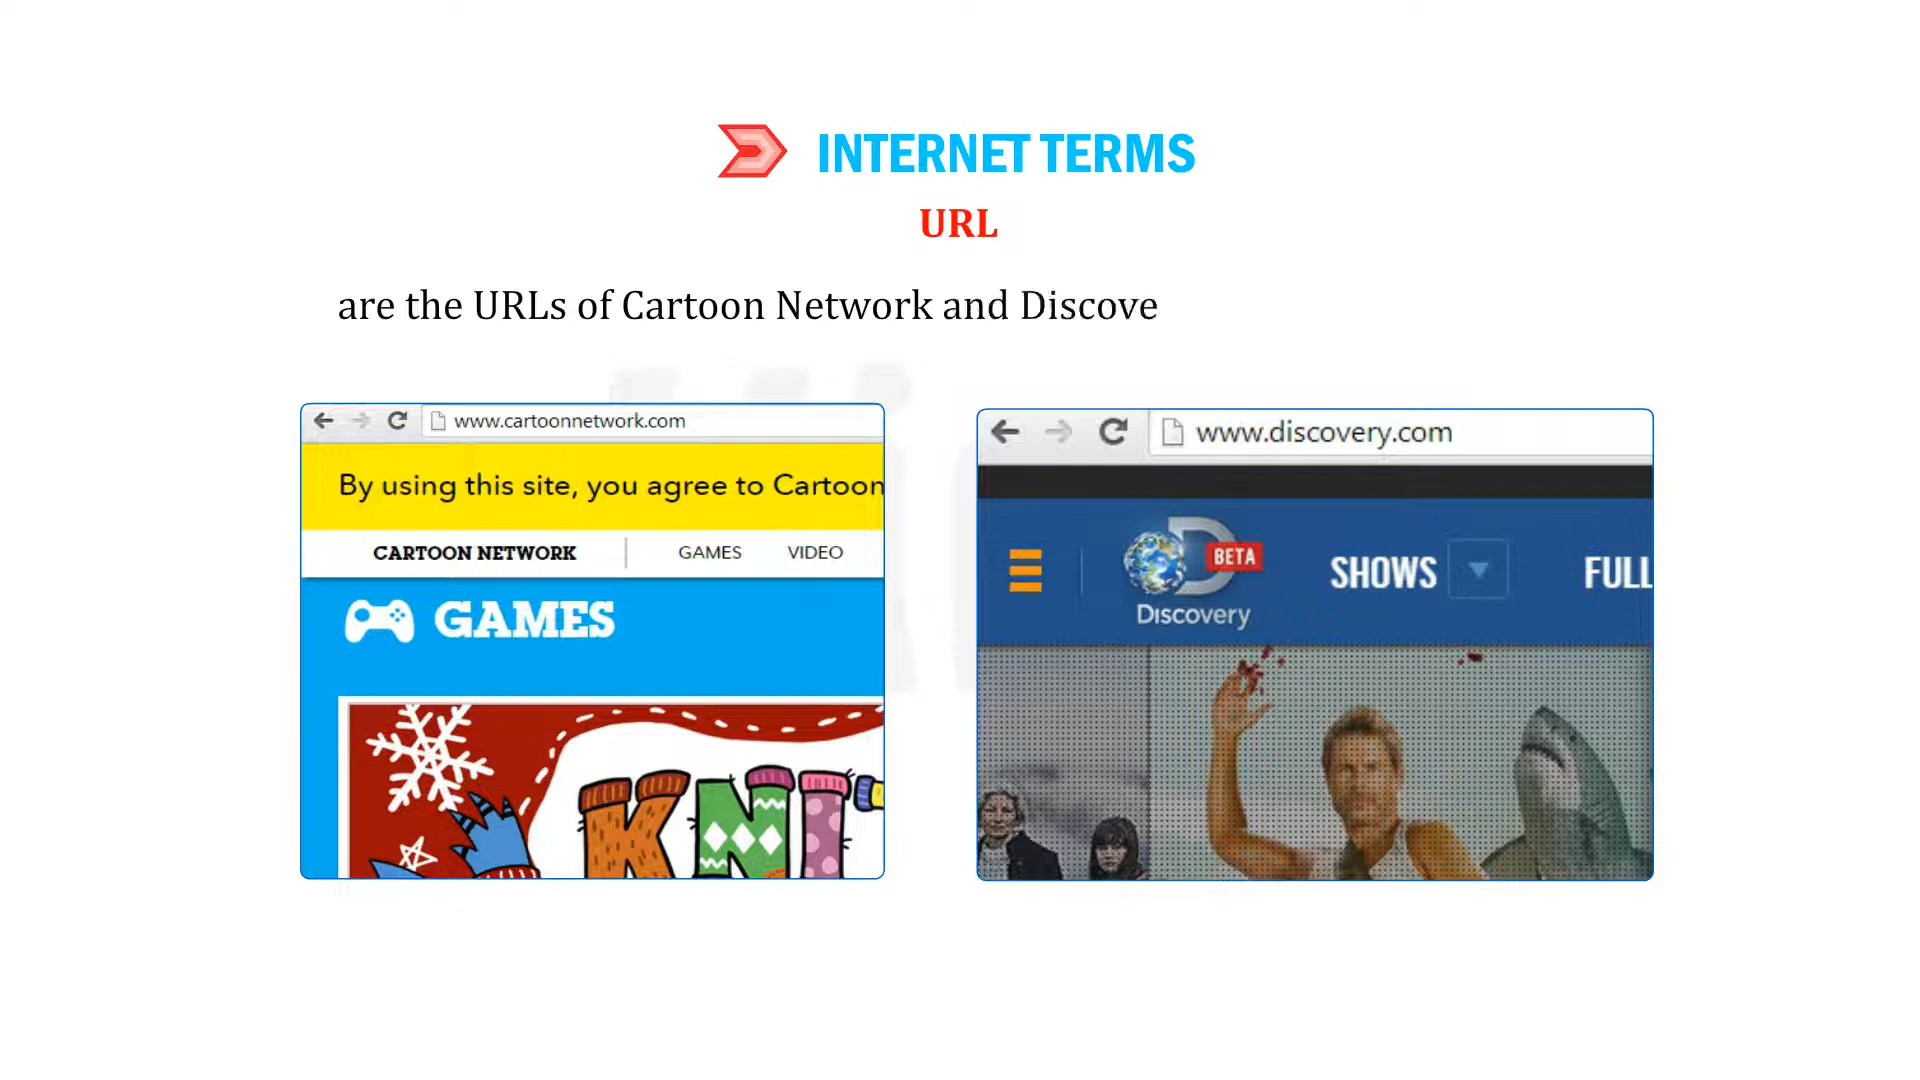 INTERNET TERMS
URL
are the URLs of Cartoon Network and Discove
www.cartoonnetwork.com
By using this site, you agree to Cartoon
CARTOON NETWORK GAMES VIDEO
GAMES
KNI
www.discovery.com
BETA
Discovery
SHOWS FULL